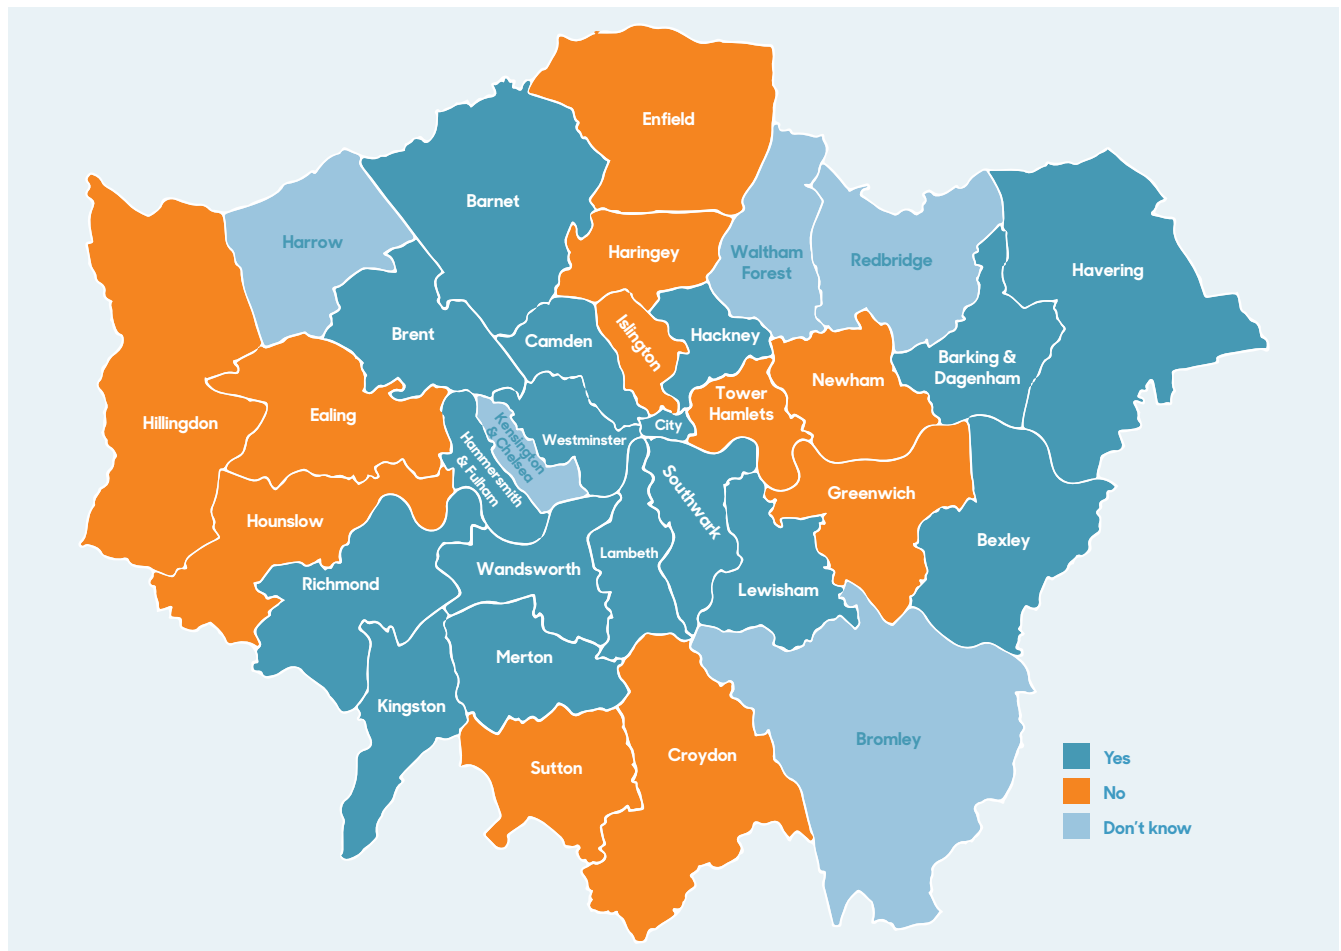 Enfield
Barnet
Harrow
Haringey
Waltham
Forest
Redbridge
Havering
Brent
Camden
Islington
Hackney
Barking &
Dagenham
Hillingdon
Ealing
Newham
Tower
Hamlets
City
Westminster
Kensington
& Chelsea
Hammersmith
& Fulham
Southwark
Greenwich
Hounslow
Bexley
Lambeth
Wandsworth
Richmond
Lewisham
Merton
Kingston
Bromley
Croydon
Sutton
Yes
No
Don't know